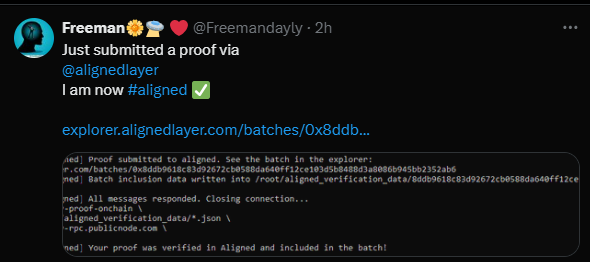 Freeman @Freemandayly · 2h
Just submitted a proof via
@alignedlayer
I am now #aligned
explorer.alignedlayer.com/batches/0x8ddb...
ned] Proof submitted to aligned. See the batch in the explorer:
r.com/batches/0x8ddb9618c83d92672cb0588da640ff12ce103d5b8488d3a8086b945bb2352ab6
ned] Batch inclusion data written into /root/aligned_verification_data/8ddb9618c83d92672cb0588da640ff12ce
ned] All messages responded. Closing connection...
-proof-onchain \
aligned_verification_data/*.json \
-rpc.publicnode.com \
ned] Your proof was verified in Aligned and included in the batch!